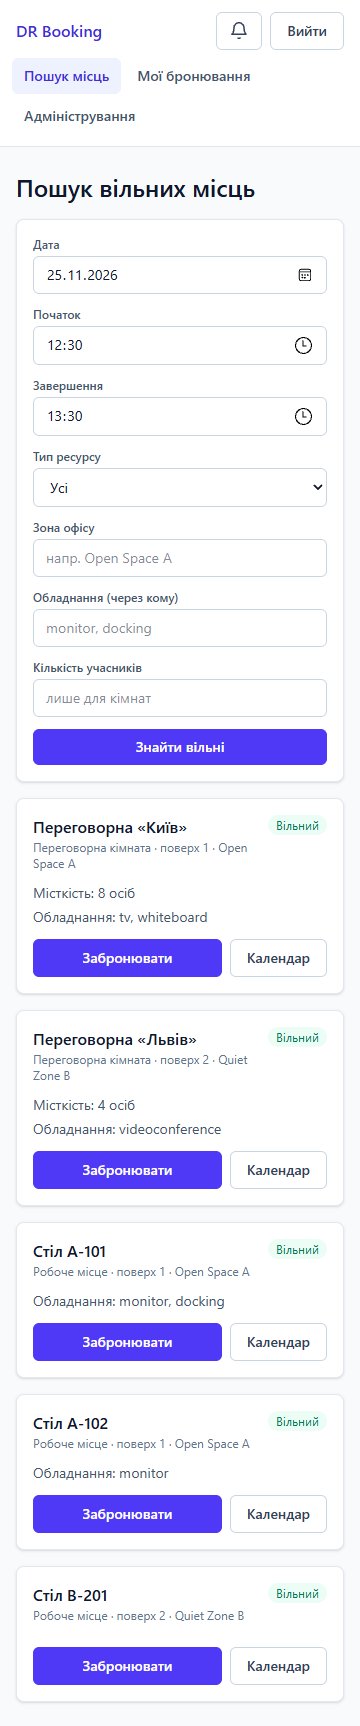 DR Booking
Вийти
Пошук місць
Мої бронювання
Адміністрування
Пошук вільних місць
Дата
25.11.2026
Початок
12:30
Завершення
13:30
Тип ресурсу
Усі
Зона офісу
напр. Open Space A
Обладнання (через кому)
monitor, docking
Кількість учасників
лише для кімнат
Знайти вільні
Переговорна «Київ»
Вільний
Переговорна кімната · поверх 1 · Open
Space A
Місткість: 8 осіб
Обладнання: tv, whiteboard
Забронювати
Календар
Переговорна «Львів»
Вільний
Переговорна кімната · поверх 2 · Quiet
Zone B
Місткість: 4 осіб
Обладнання: videoconference
Забронювати
Календар
Стіл A-101
Вільний
Робоче місце · поверх 1 · Open Space A
Обладнання: monitor, docking
Забронювати
Календар
Стіл A-102
Вільний
Робоче місце · поверх 1 · Open Space A
Обладнання: monitor
Забронювати
Календар
Стіл B-201
Вільний
Робоче місце · поверх 2 · Quiet Zone B
Забронювати
Календар